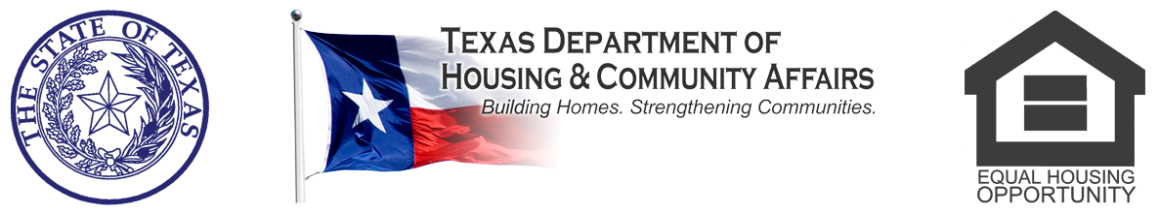 THE STATE OF TEXAS
TEXAS DEPARTMENT OF
HOUSING & COMMUNITY AFFAIRS
Building Homes. Strengthening Communities.
EQUAL HOUSING
OPPORTUNITY